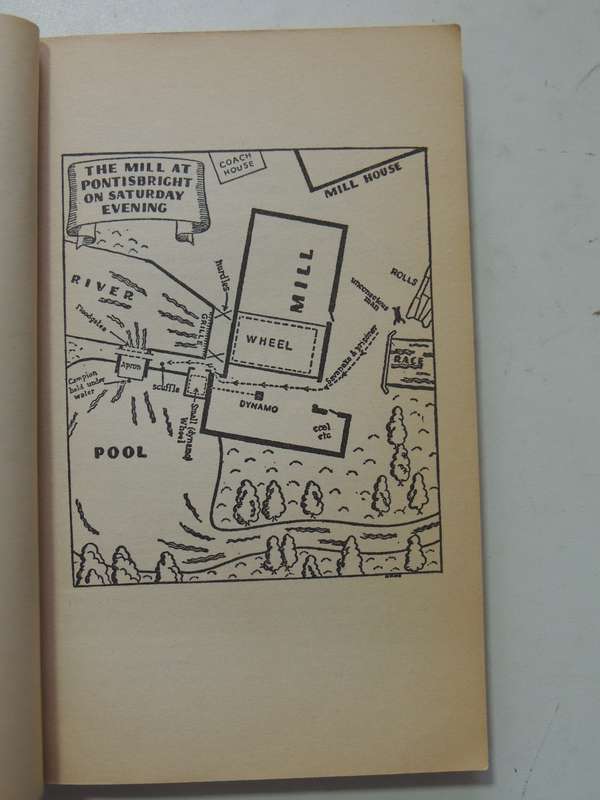 THE MILL AT
PONTISBRIGHT
ON SATURDAY
EVENING
COACH
HOUSE
MILL HOUSE
RIVER
hurdles
MILL
ROLLS
unconscious
man
floodgates
GRILLE
WHEEL
RACE
apron
Campion
held under
water
scuffle
Small (dynamo)
Wheel
DYNAMO
coal
etc
POOL